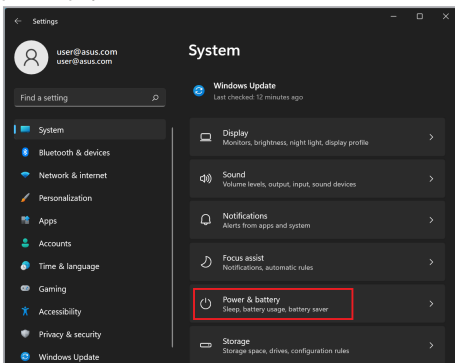 Settings
user@asus.com
user@asus.com
Find a setting
System
Bluetooth & devices
Network & internet
Personalization
Apps
Accounts
Time & language
Gaming
Accessibility
Privacy & security
Windows Update
System
Windows Update
Last checked: 12 minutes ago
Display
Monitors, brightness, night light, display profile
Sound
Volume levels, output, input, sound devices
Notifications
Alerts from apps and system
Focus assist
Notifications, automatic rules
Power & battery
Sleep, battery usage, battery saver
Storage
Storage space, drives, configuration rules